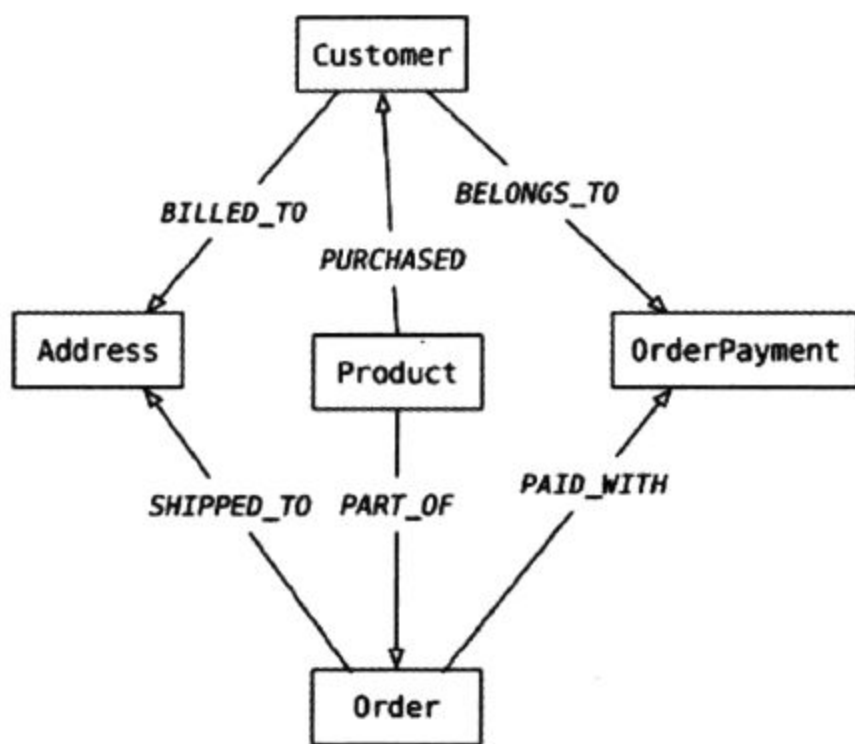 Customer
BILLED_TO
BELONGS_TO
PURCHASED
Address
Product
OrderPayment
SHIPPED_TO
PART_OF
PAID_WITH
Order